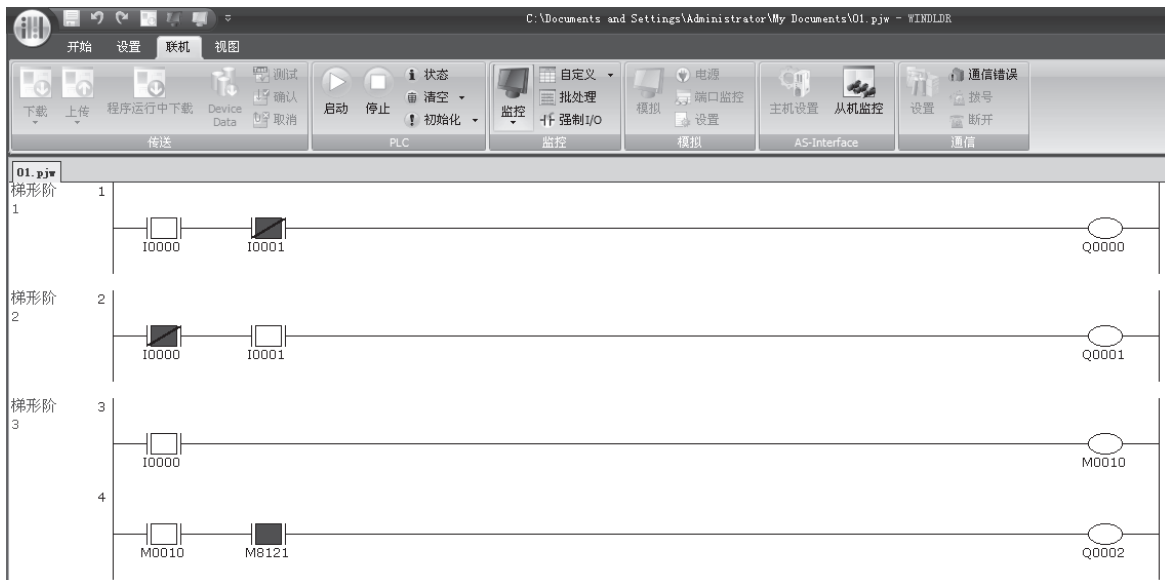 C:\Documents and Settings\Administrator\My Documents\01.pjw - WINDLDR
开始 设置 联机 视图
下载 上传 程序运行中下载 Device Data 测试 确认 取消
启动 停止 状态 清空 初始化
监控 自定义 批处理 强制I/O
模拟 电源 端口监控 设置
主机设置 从机监控
设置 通信错误 拨号 断开
传送 PLC 监控 模拟 AS-Interface 通信
01.pjw
梯形阶 1
1
I0000 I0001 Q0000
梯形阶 2
2
I0000 I0001 Q0001
梯形阶 3
3
I0000 M0010
4
M0010 M8121 Q0002